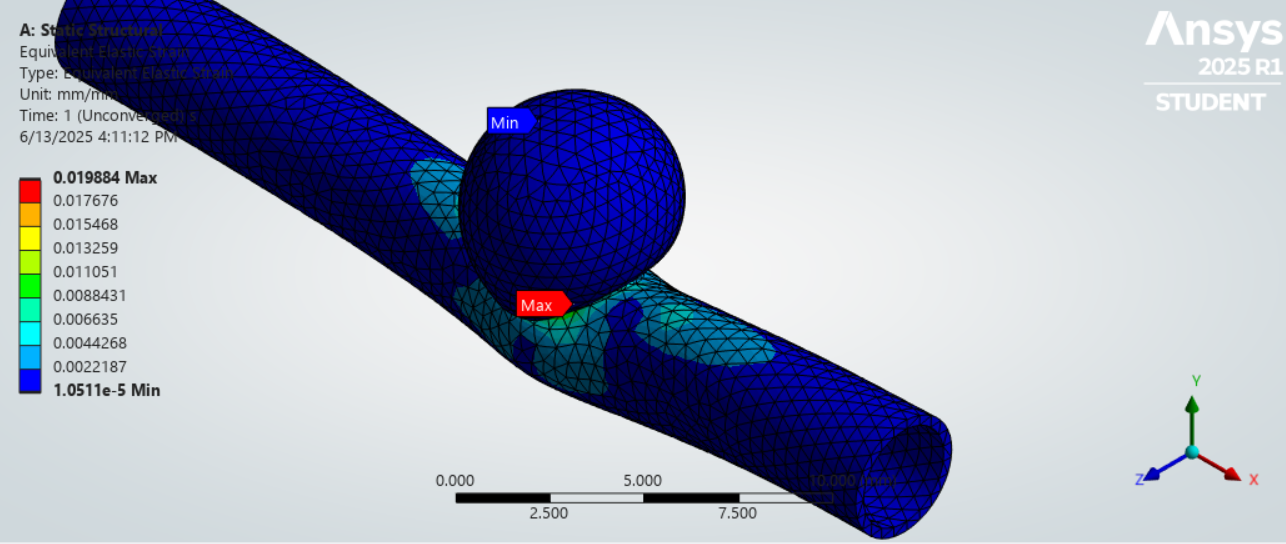 A: Static Structural
Equivalent Elastic Strain
Type: Equivalent Elastic Strain
Unit: mm/mm
Time: 1 (Unconverged) s
6/13/2025 4:11:12 PM
0.019884 Max
0.017676
0.015468
0.013259
0.011051
0.0088431
0.006635
0.0044268
0.0022187
1.0511e-5 Min
Min
Max
Ansys
2025 R1
STUDENT
0.000 5.000 10.000 (mm)
2.500 7.500
Y
Z X